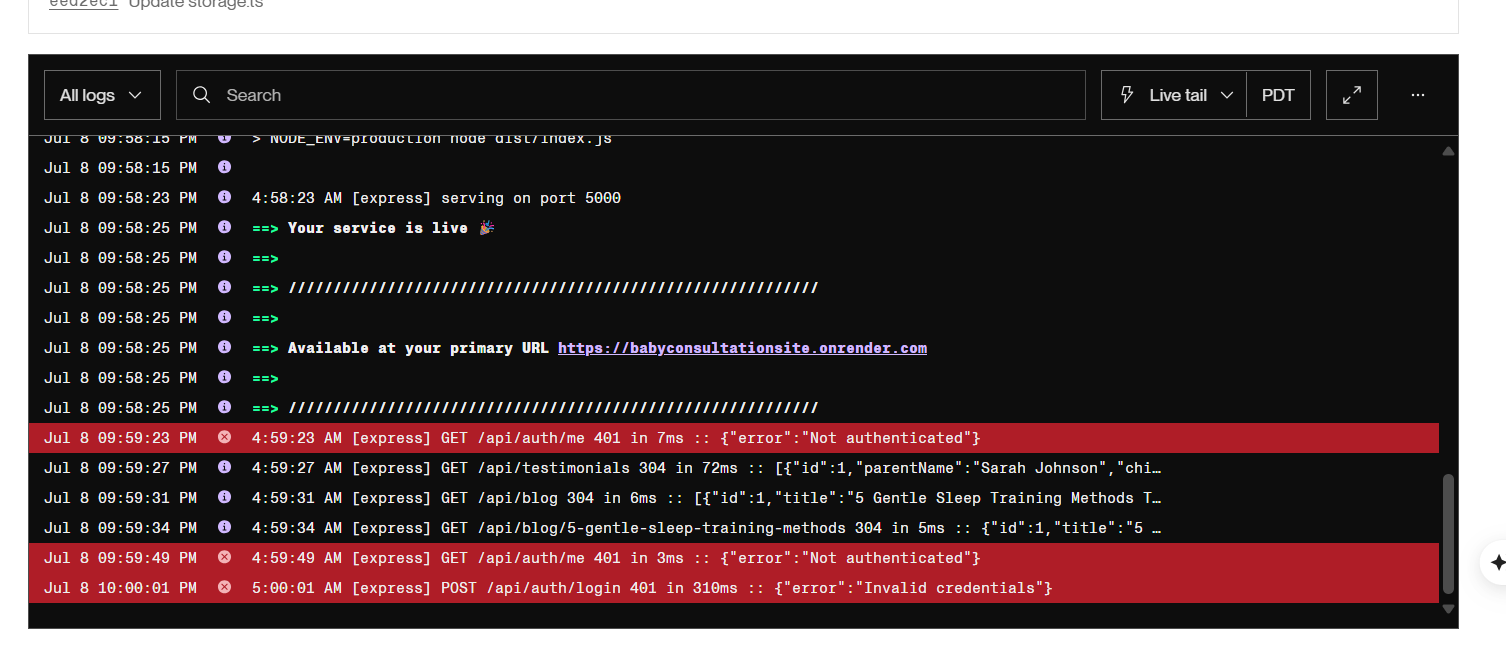 eed2ec1 Update storage.ts
All logs
Search
Live tail
PDT
...
Jul 8 09:58:15 PM > NODE_ENV=production node dist/index.js
Jul 8 09:58:15 PM
Jul 8 09:58:23 PM 4:58:23 AM [express] serving on port 5000
Jul 8 09:58:25 PM ==> Your service is live 🎉
Jul 8 09:58:25 PM ==>
Jul 8 09:58:25 PM ==> ///////////////////////////////////////////////////////////
Jul 8 09:58:25 PM ==>
Jul 8 09:58:25 PM ==> Available at your primary URL https://babyconsultationsite.onrender.com
Jul 8 09:58:25 PM ==>
Jul 8 09:58:25 PM ==> ///////////////////////////////////////////////////////////
Jul 8 09:59:23 PM 4:59:23 AM [express] GET /api/auth/me 401 in 7ms :: {"error":"Not authenticated"}
Jul 8 09:59:27 PM 4:59:27 AM [express] GET /api/testimonials 304 in 72ms :: [{"id":1,"parentName":"Sarah Johnson","chi…
Jul 8 09:59:31 PM 4:59:31 AM [express] GET /api/blog 304 in 6ms :: [{"id":1,"title":"5 Gentle Sleep Training Methods T…
Jul 8 09:59:34 PM 4:59:34 AM [express] GET /api/blog/5-gentle-sleep-training-methods 304 in 5ms :: {"id":1,"title":"5 …
Jul 8 09:59:49 PM 4:59:49 AM [express] GET /api/auth/me 401 in 3ms :: {"error":"Not authenticated"}
Jul 8 10:00:01 PM 5:00:01 AM [express] POST /api/auth/login 401 in 310ms :: {"error":"Invalid credentials"}